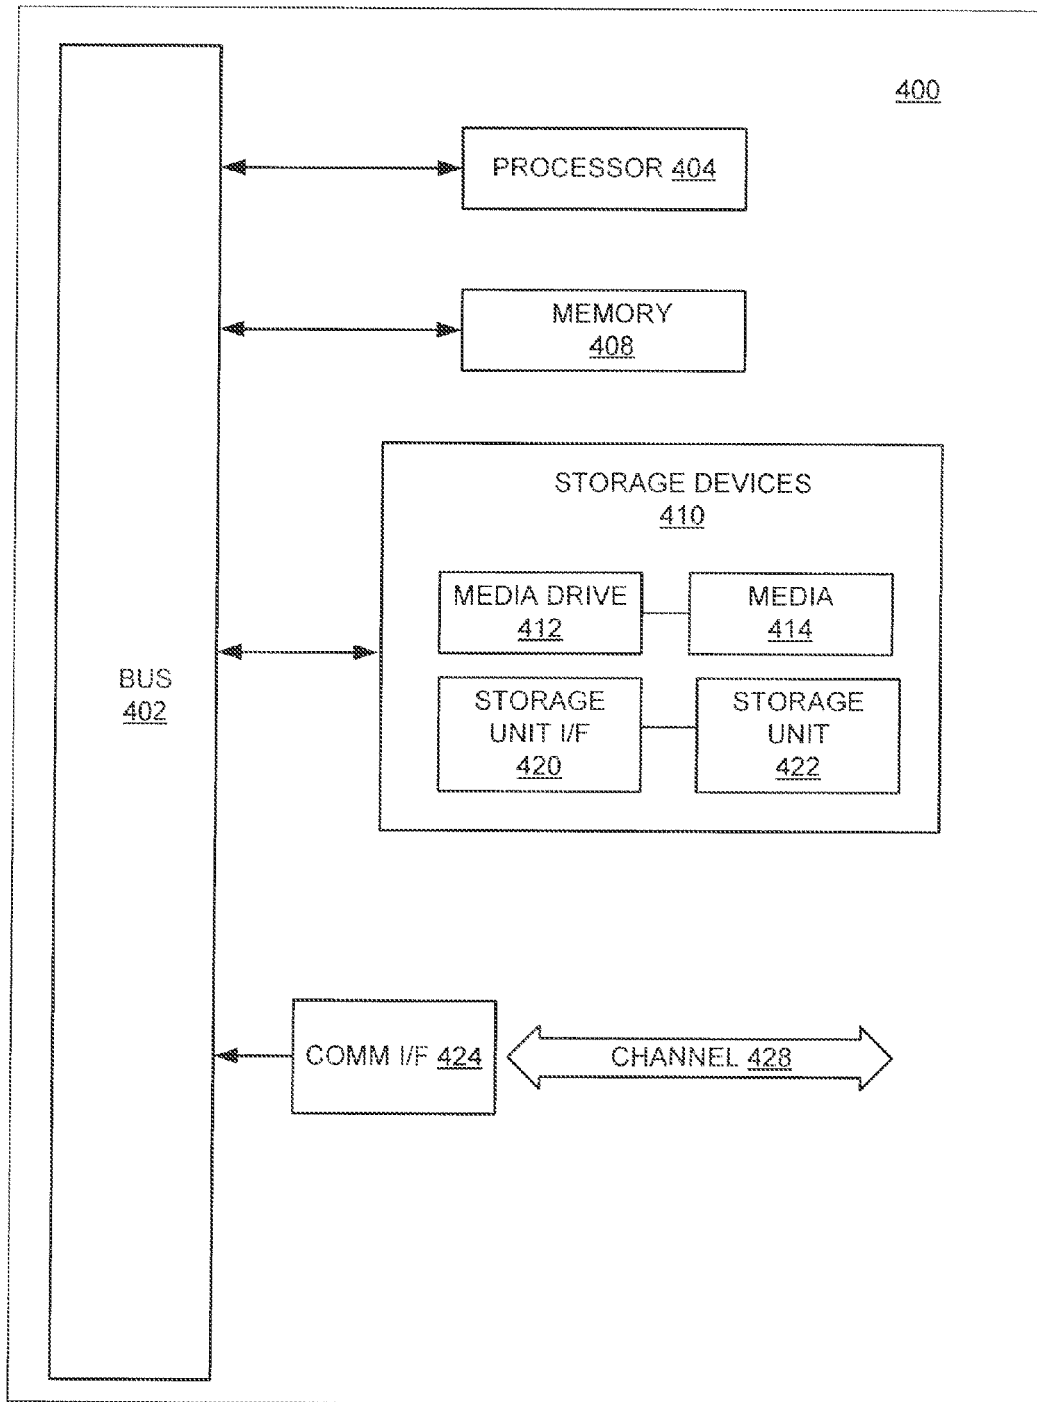 400
PROCESSOR 404
MEMORY
408
STORAGE DEVICES
410
MEDIA DRIVE
412
MEDIA
414
BUS
402
STORAGE
UNIT I/F
420
STORAGE
UNIT
422
COMM I/F 424
CHANNEL 428